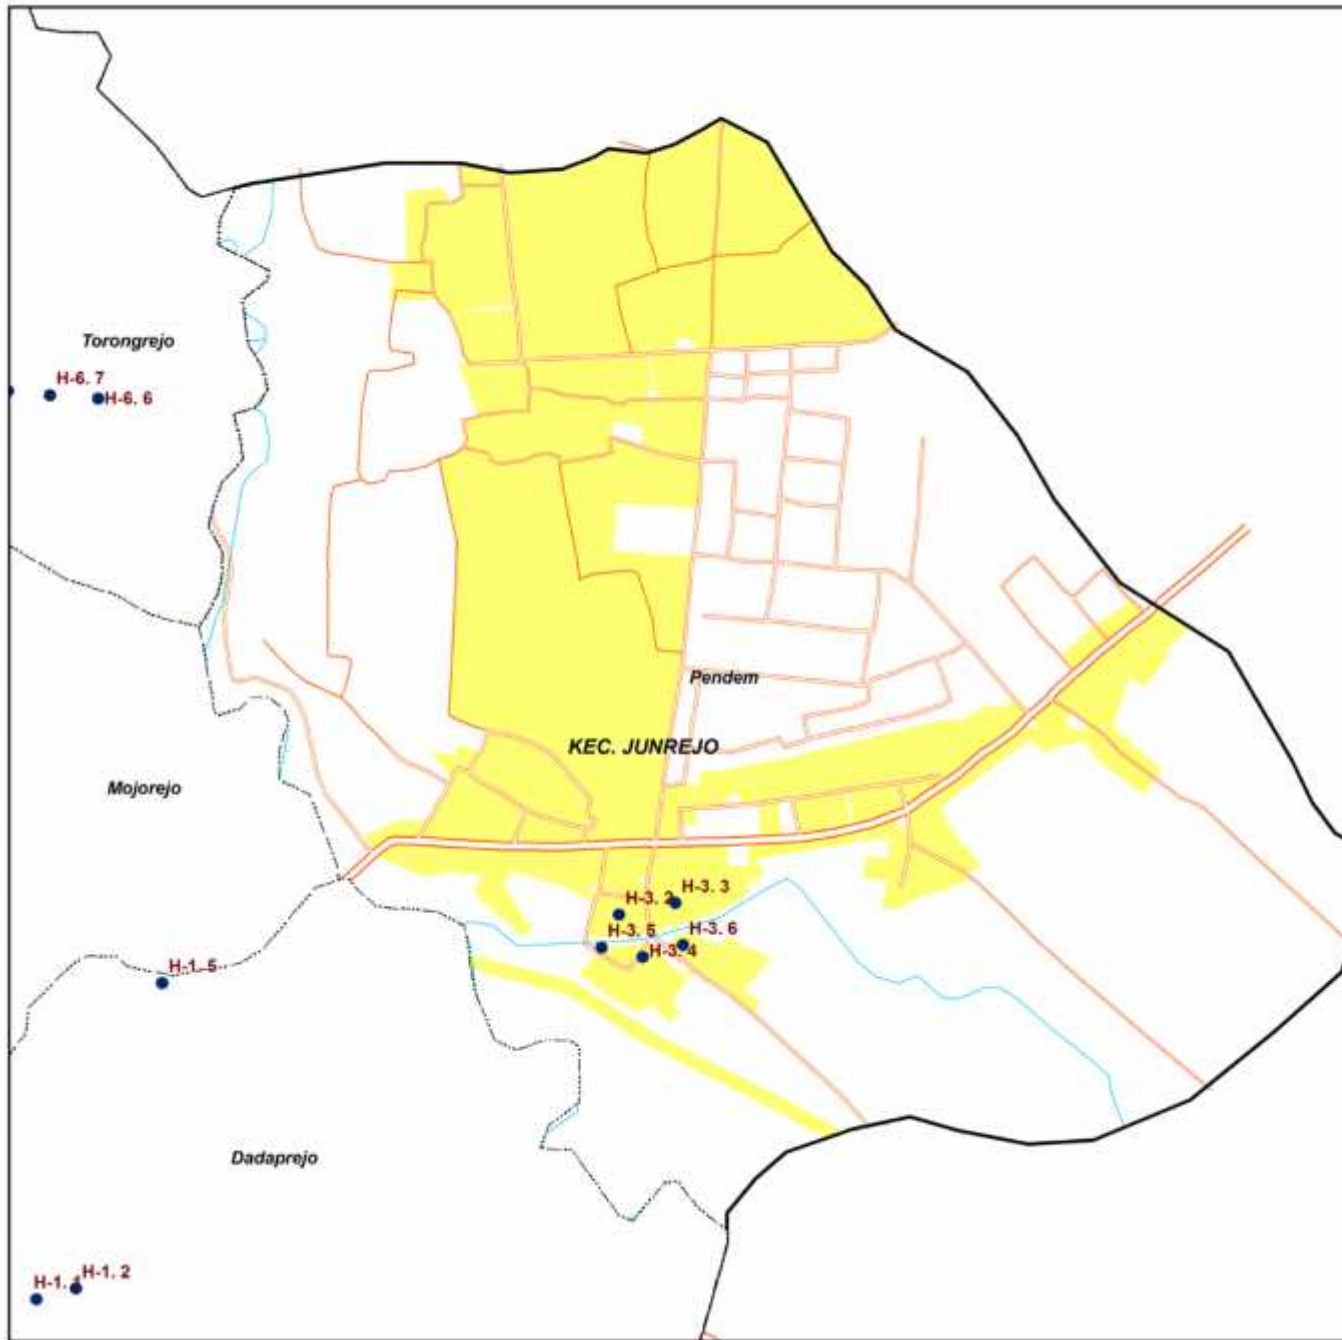 Torongrejo
H-6. 7
H-6. 6
Pendem
KEC. JUNREJO
Mojorejo
H-3. 3
H-3. 2
H-3. 5
H-3. 6
H-3. 4
H-1. 5
Dadaprejo
H-1. 2